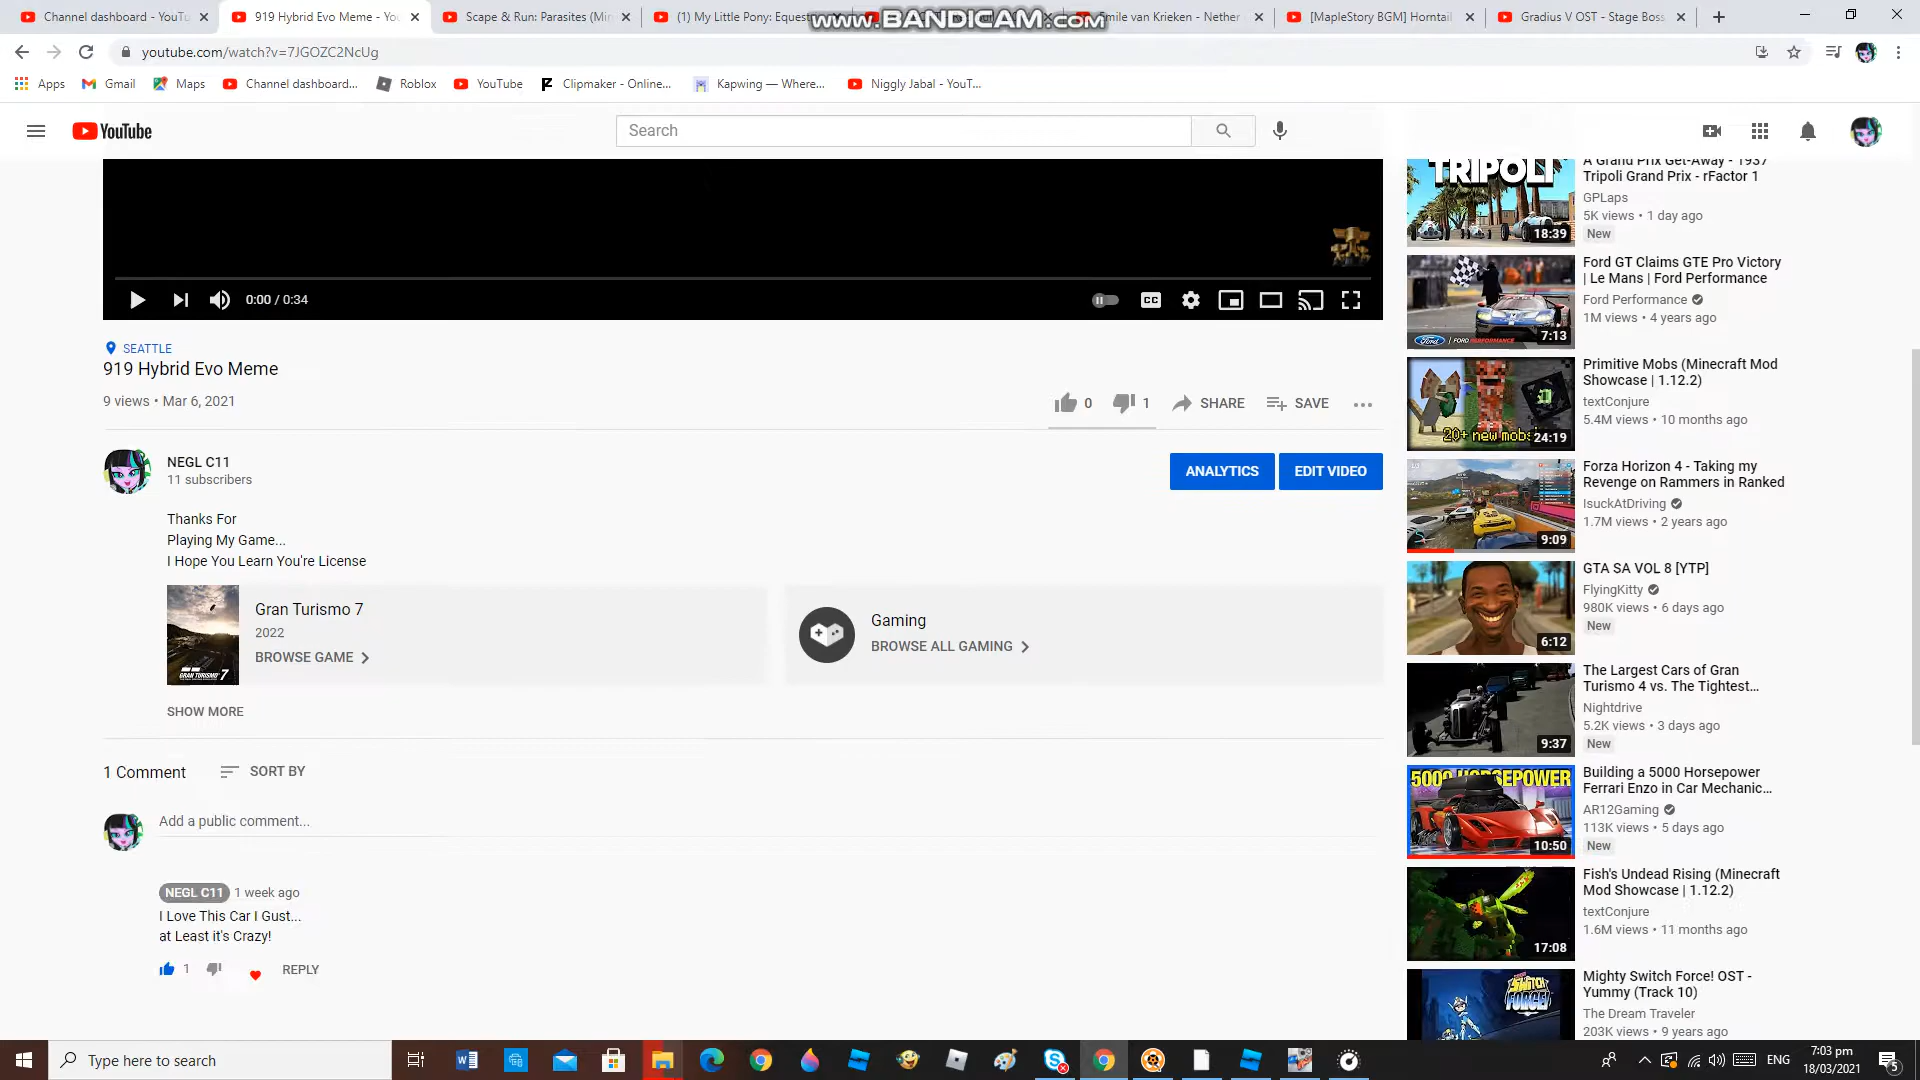 Channel dashboard - YouTu
919 Hybrid Evo Meme - Yo
Scape & Run: Parasites (Min
(1) My Little Pony: Equest
www.BANDICAM.com
Emile van Krieken - Nether
[MapleStory BGM] Horntail
Gradius V OST - Stage Boss
youtube.com/watch?v=7JGOZC2NcUg
Apps
Gmail
Maps
Channel dashboard...
Roblox
YouTube
Clipmaker - Online...
Kapwing — Where...
Niggly Jabal - YouT...
YouTube
Search
0:00 / 0:34
CC
SEATTLE
919 Hybrid Evo Meme
9 views • Mar 6, 2021
0
1
SHARE
SAVE
NEGL C11
11 subscribers
ANALYTICS
EDIT VIDEO
Thanks For
Playing My Game...
I Hope You Learn You're License
GRAN TURISMO 7
Gran Turismo 7
2022
BROWSE GAME
Gaming
BROWSE ALL GAMING
SHOW MORE
1 Comment
SORT BY
Add a public comment...
NEGL C11 1 week ago
I Love This Car I Gust...
at Least it's Crazy!
1
REPLY
TRIPOLI
18:39
A Grand Prix Get-Away - 1937
Tripoli Grand Prix - rFactor 1
GPLaps
5K views • 1 day ago
New
Ford PERFORMANCE
7:13
Ford GT Claims GTE Pro Victory
| Le Mans | Ford Performance
Ford Performance
1M views • 4 years ago
20+ new mobs
24:19
Primitive Mobs (Minecraft Mod
Showcase | 1.12.2)
textConjure
5.4M views • 10 months ago
9:09
Forza Horizon 4 - Taking my
Revenge on Rammers in Ranked
IsuckAtDriving
1.7M views • 2 years ago
6:12
GTA SA VOL 8 [YTP]
FlyingKitty
980K views • 6 days ago
New
9:37
The Largest Cars of Gran
Turismo 4 vs. The Tightest...
Nightdrive
5.2K views • 3 days ago
New
5000 HORSEPOWER
10:50
Building a 5000 Horsepower
Ferrari Enzo in Car Mechanic...
AR12Gaming
113K views • 5 days ago
New
17:08
Fish's Undead Rising (Minecraft
Mod Showcase | 1.12.2)
textConjure
1.6M views • 11 months ago
SWITCH FORCE!
Mighty Switch Force! OST -
Yummy (Track 10)
The Dream Traveler
203K views • 9 years ago
Type here to search
ENG
7:03 pm
18/03/2021
5